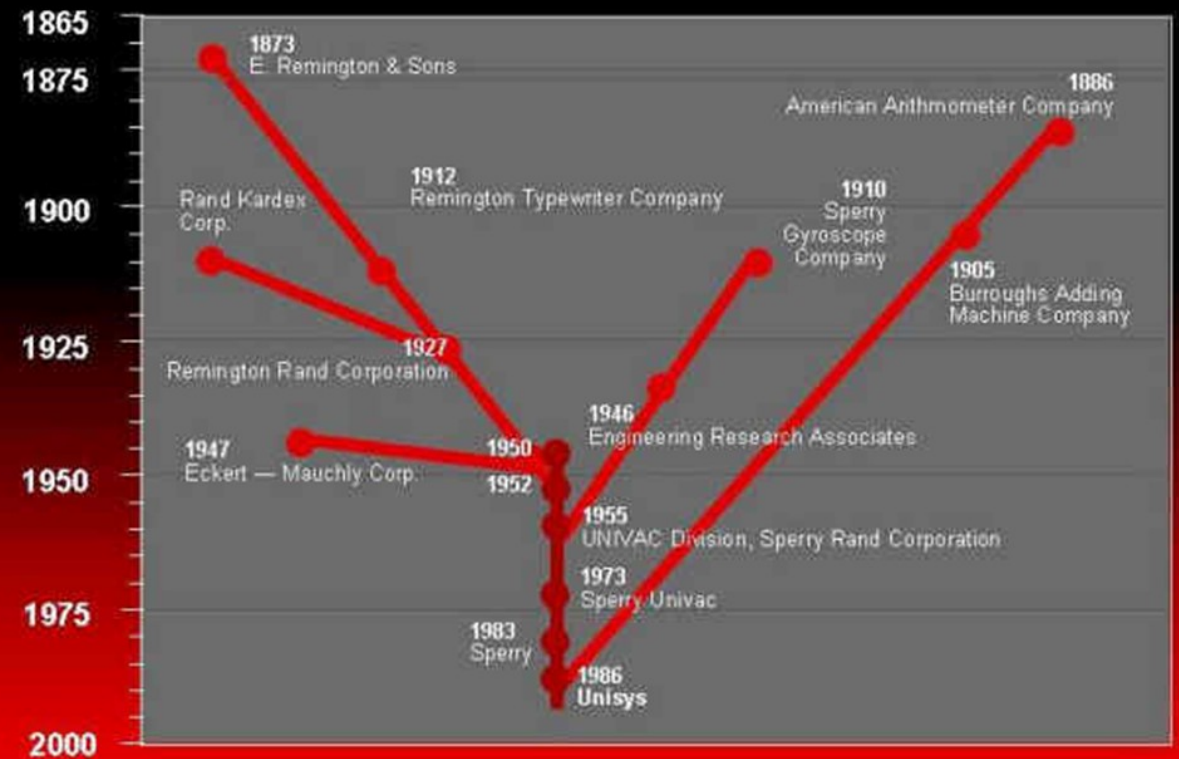 1865
1875
1900
1925
1950
1975
2000
1873
E. Remington & Sons
1886
American Arithmometer Company
1912
Remington Typewriter Company
Rand Kardex
Corp.
1910
Sperry
Gyroscope
Company
1905
Burroughs Adding
Machine Company
1927
Remington Rand Corporation
1946
Engineering Research Associates
1947
Eckert — Mauchly Corp.
1950
1952
1955
UNIVAC Division, Sperry Rand Corporation
1973
Sperry Univac
1983
Sperry
1986
Unisys